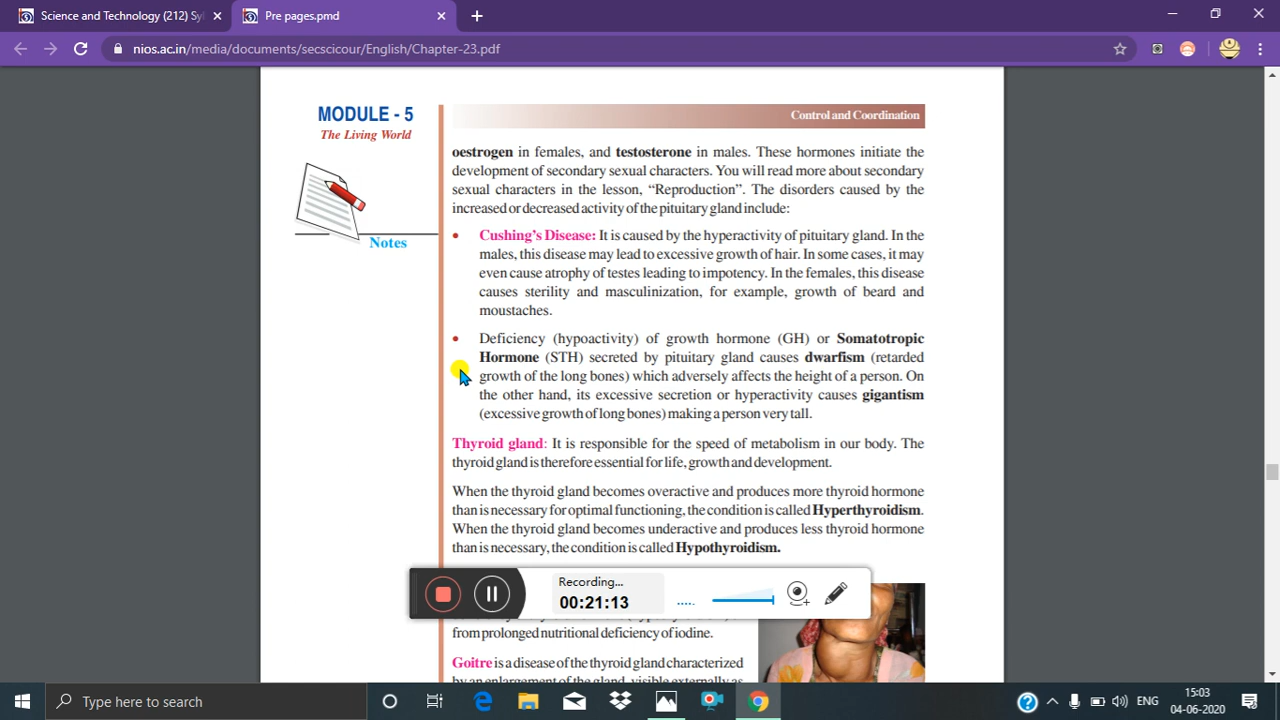 Science and Technology (212) Sy
Pre pages.pmd
nios.ac.in/media/documents/secscicour/English/Chapter-23.pdf
MODULE - 5
The Living World
Notes
Control and Coordination
oestrogen in females, and testosterone in males. These hormones initiate the
development of secondary sexual characters. You will read more about secondary
sexual characters in the lesson, “Reproduction”. The disorders caused by the
increased or decreased activity of the pituitary gland include:
• Cushing’s Disease: It is caused by the hyperactivity of pituitary gland. In the
males, this disease may lead to excessive growth of hair. In some cases, it may
even cause atrophy of testes leading to impotency. In the females, this disease
causes sterility and masculinization, for example, growth of beard and
moustaches.
• Deficiency (hypoactivity) of growth hormone (GH) or Somatotropic
Hormone (STH) secreted by pituitary gland causes dwarfism (retarded
growth of the long bones) which adversely affects the height of a person. On
the other hand, its excessive secretion or hyperactivity causes gigantism
(excessive growth of long bones) making a person very tall.
Thyroid gland: It is responsible for the speed of metabolism in our body. The
thyroid gland is therefore essential for life, growth and development.
When the thyroid gland becomes overactive and produces more thyroid hormone
than is necessary for optimal functioning, the condition is called Hyperthyroidism.
When the thyroid gland becomes underactive and produces less thyroid hormone
than is necessary, the condition is called Hypothyroidism.
Recording...
00:21:13
from prolonged nutritional deficiency of iodine.
Goitre is a disease of the thyroid gland characterized
by an enlargement of the gland, visible externally as
Type here to search
ENG
15:03
04-06-2020